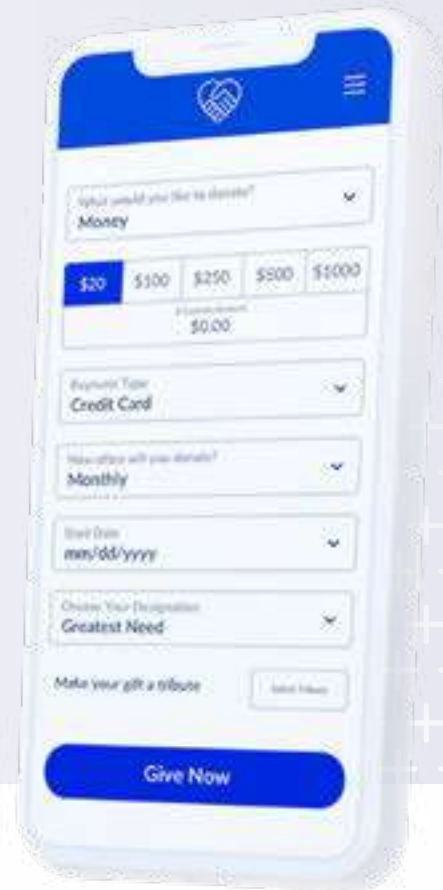 What would you like to donate?
Money
$20 $100 $250 $500 $1000
$0.00
Payment Type
Credit Card
How often will you donate?
Monthly
Start Date
mm/dd/yyyy
Choose Your Designation
Greatest Need
Make your gift a tribute
Give Now